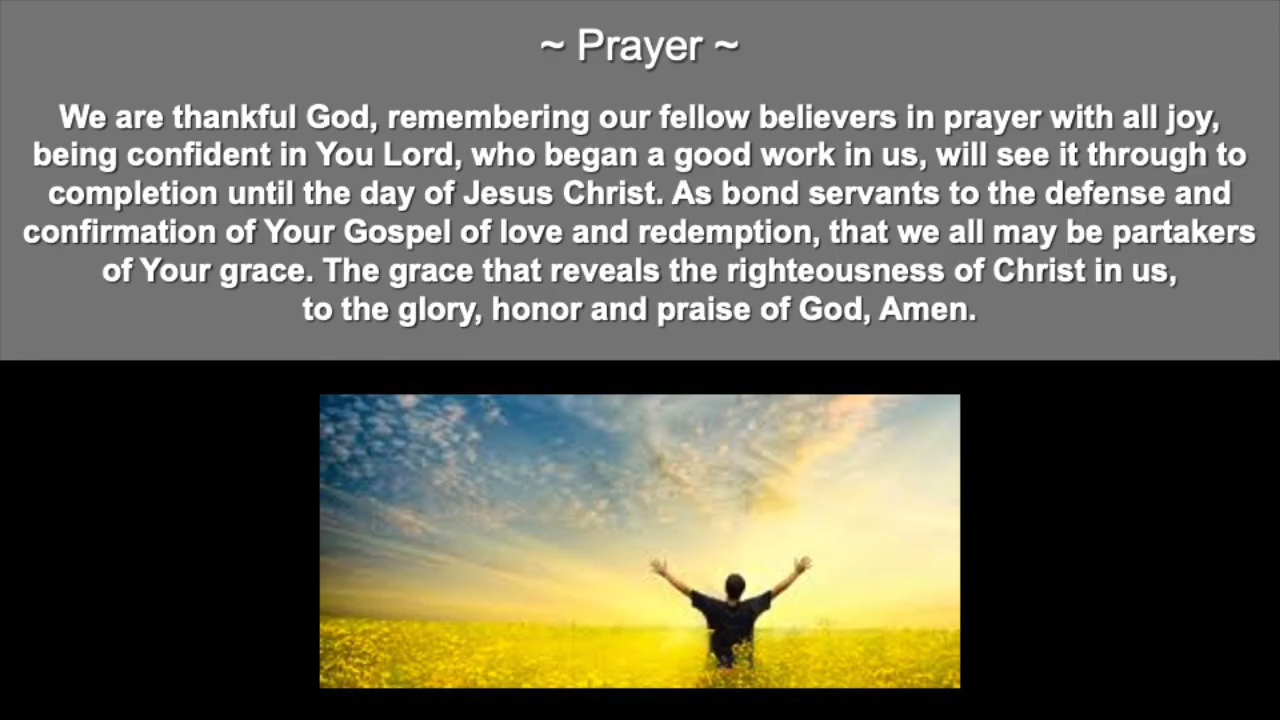 ~ Prayer ~
We are thankful God, remembering our fellow believers in prayer with all joy,
being confident in You Lord, who began a good work in us, will see it through to
completion until the day of Jesus Christ. As bond servants to the defense and
confirmation of Your Gospel of love and redemption, that we all may be partakers
of Your grace. The grace that reveals the righteousness of Christ in us,
to the glory, honor and praise of God, Amen.